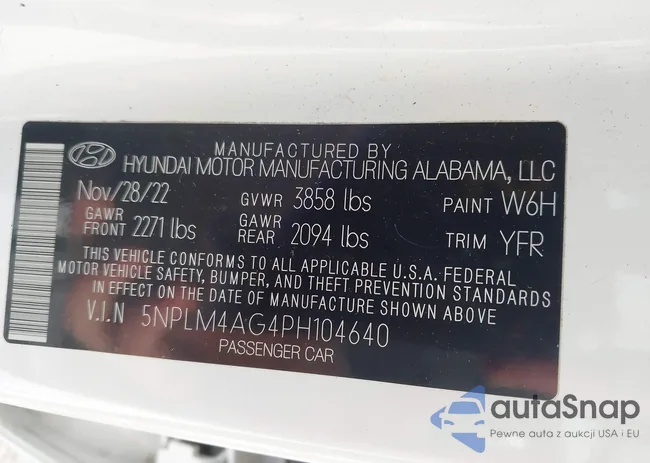 MANUFACTURED BY
HYUNDAI MOTOR MANUFACTURING ALABAMA, LLC
Nov/28/22 GVWR 3858 lbs PAINT W6H
GAWR FRONT 2271 lbs GAWR REAR 2094 lbs TRIM YFR
THIS VEHICLE CONFORMS TO ALL APPLICABLE U.S.A. FEDERAL
MOTOR VEHICLE SAFETY, BUMPER, AND THEFT PREVENTION STANDARDS
IN EFFECT ON THE DATE OF MANUFACTURE SHOWN ABOVE
V.I.N 5NPLM4AG4PH104640
PASSENGER CAR
autaSnap
Pewne auta z aukcji USA i EU